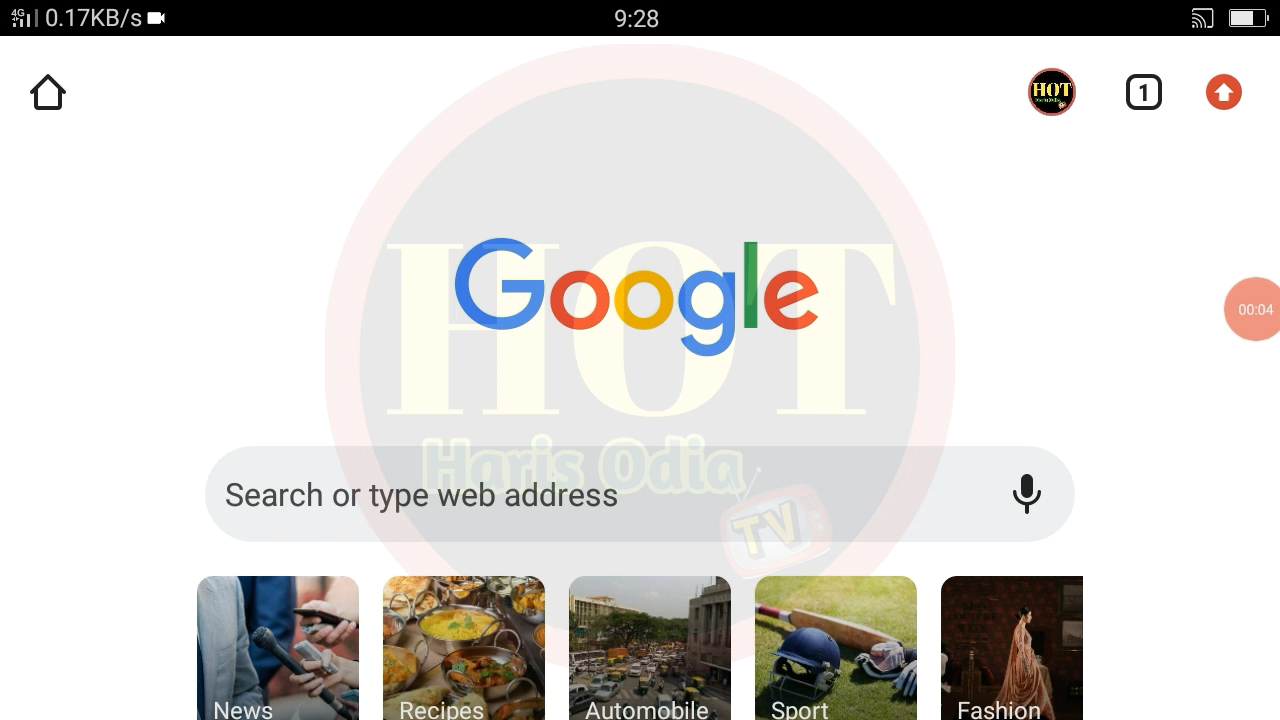 4G 0.17KB/s 9:28
HOT 1
Google
HOT
00:04
Haris Odia
Search or type web address
TV
News Recipes Automobile Sport Fashion